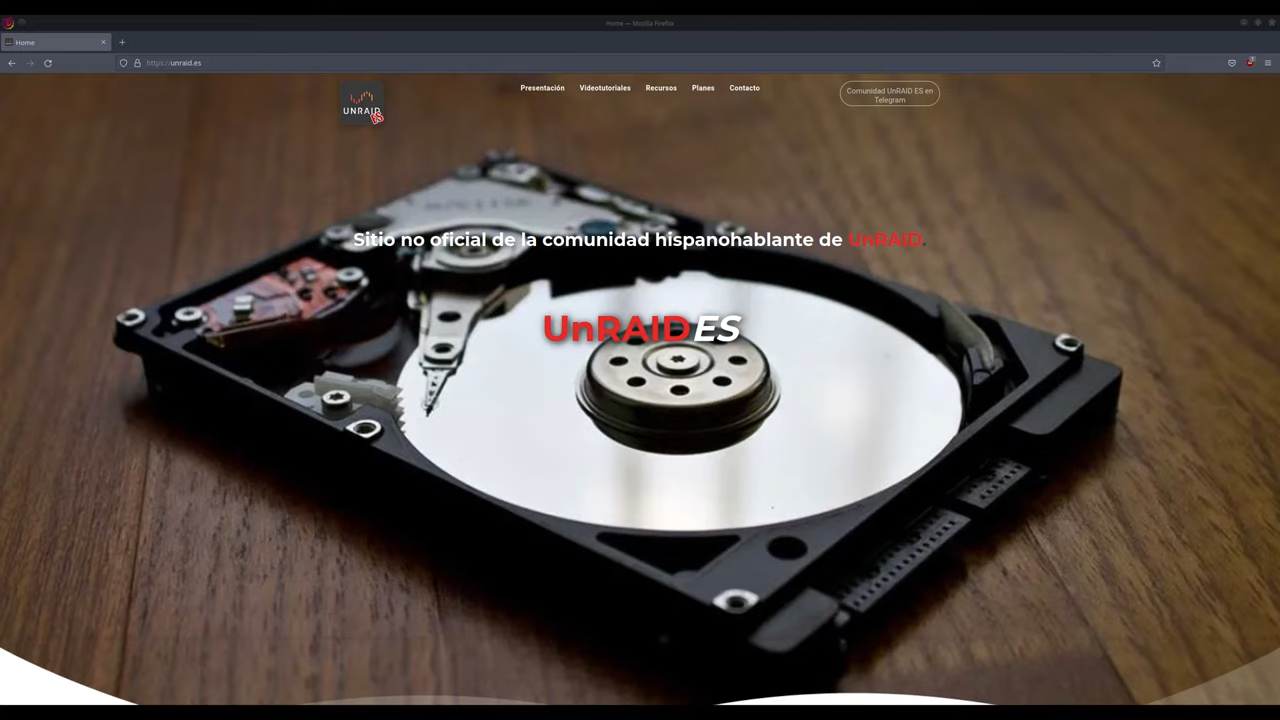 Home — Mozilla Firefox
Home
https://unraid.es
UNRAID
ES
Presentación Videotutoriales Recursos Planes Contacto
Comunidad UnRAID ES en
Telegram
Sitio no oficial de la comunidad hispanohablante de UnRAID.
UnRAIDES